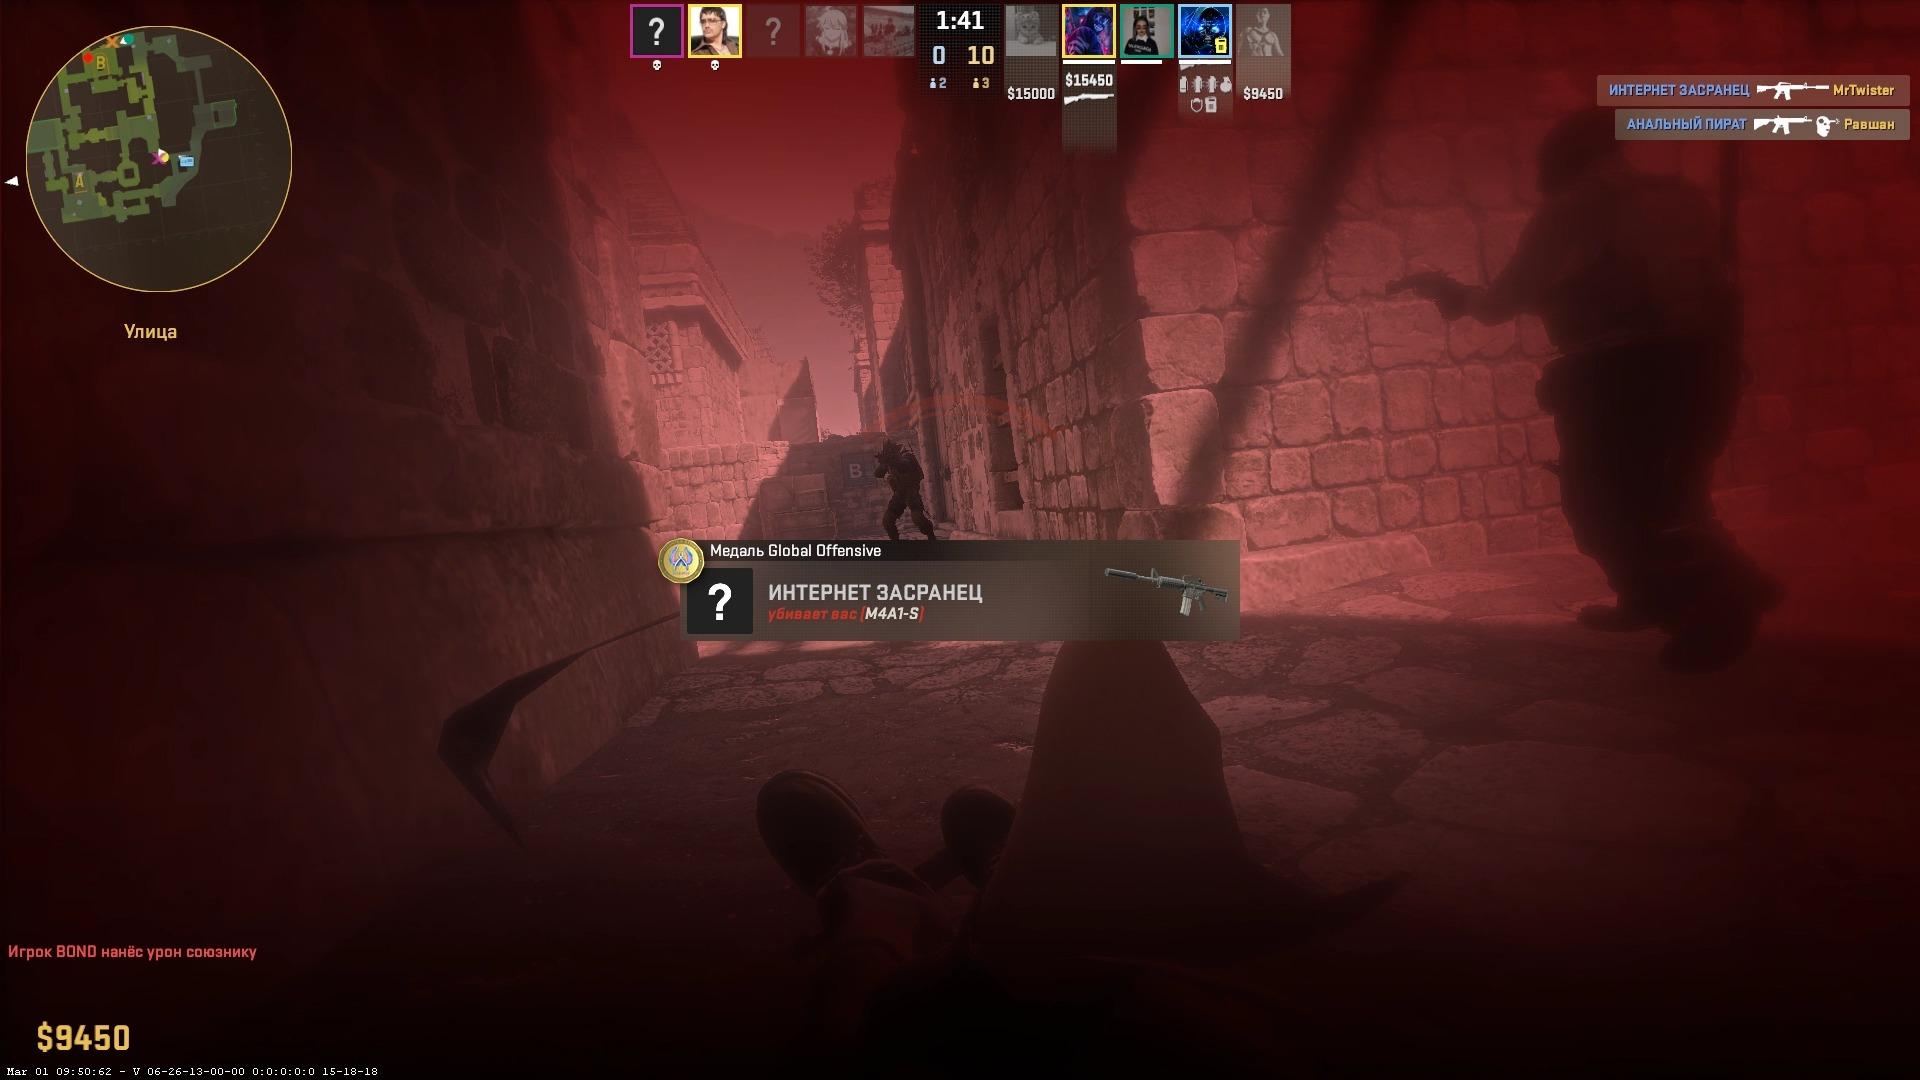 ?
?
1:41
0 10
2 3
$15000
$15450
$9450
ИНТЕРНЕТ ЗАСРАНЕЦ MrTwister
АНАЛЬНЫЙ ПИРАТ Равшан
B
A
Улица
B
Медаль Global Offensive
?
ИНТЕРНЕТ ЗАСРАНЕЦ
убивает вас (M4A1-S)
Игрок BOND нанёс урон союзнику
$9450
Mar 01 09:50:62 - V 06-26-13-00-00 0:0:0:0:0 15-18-18